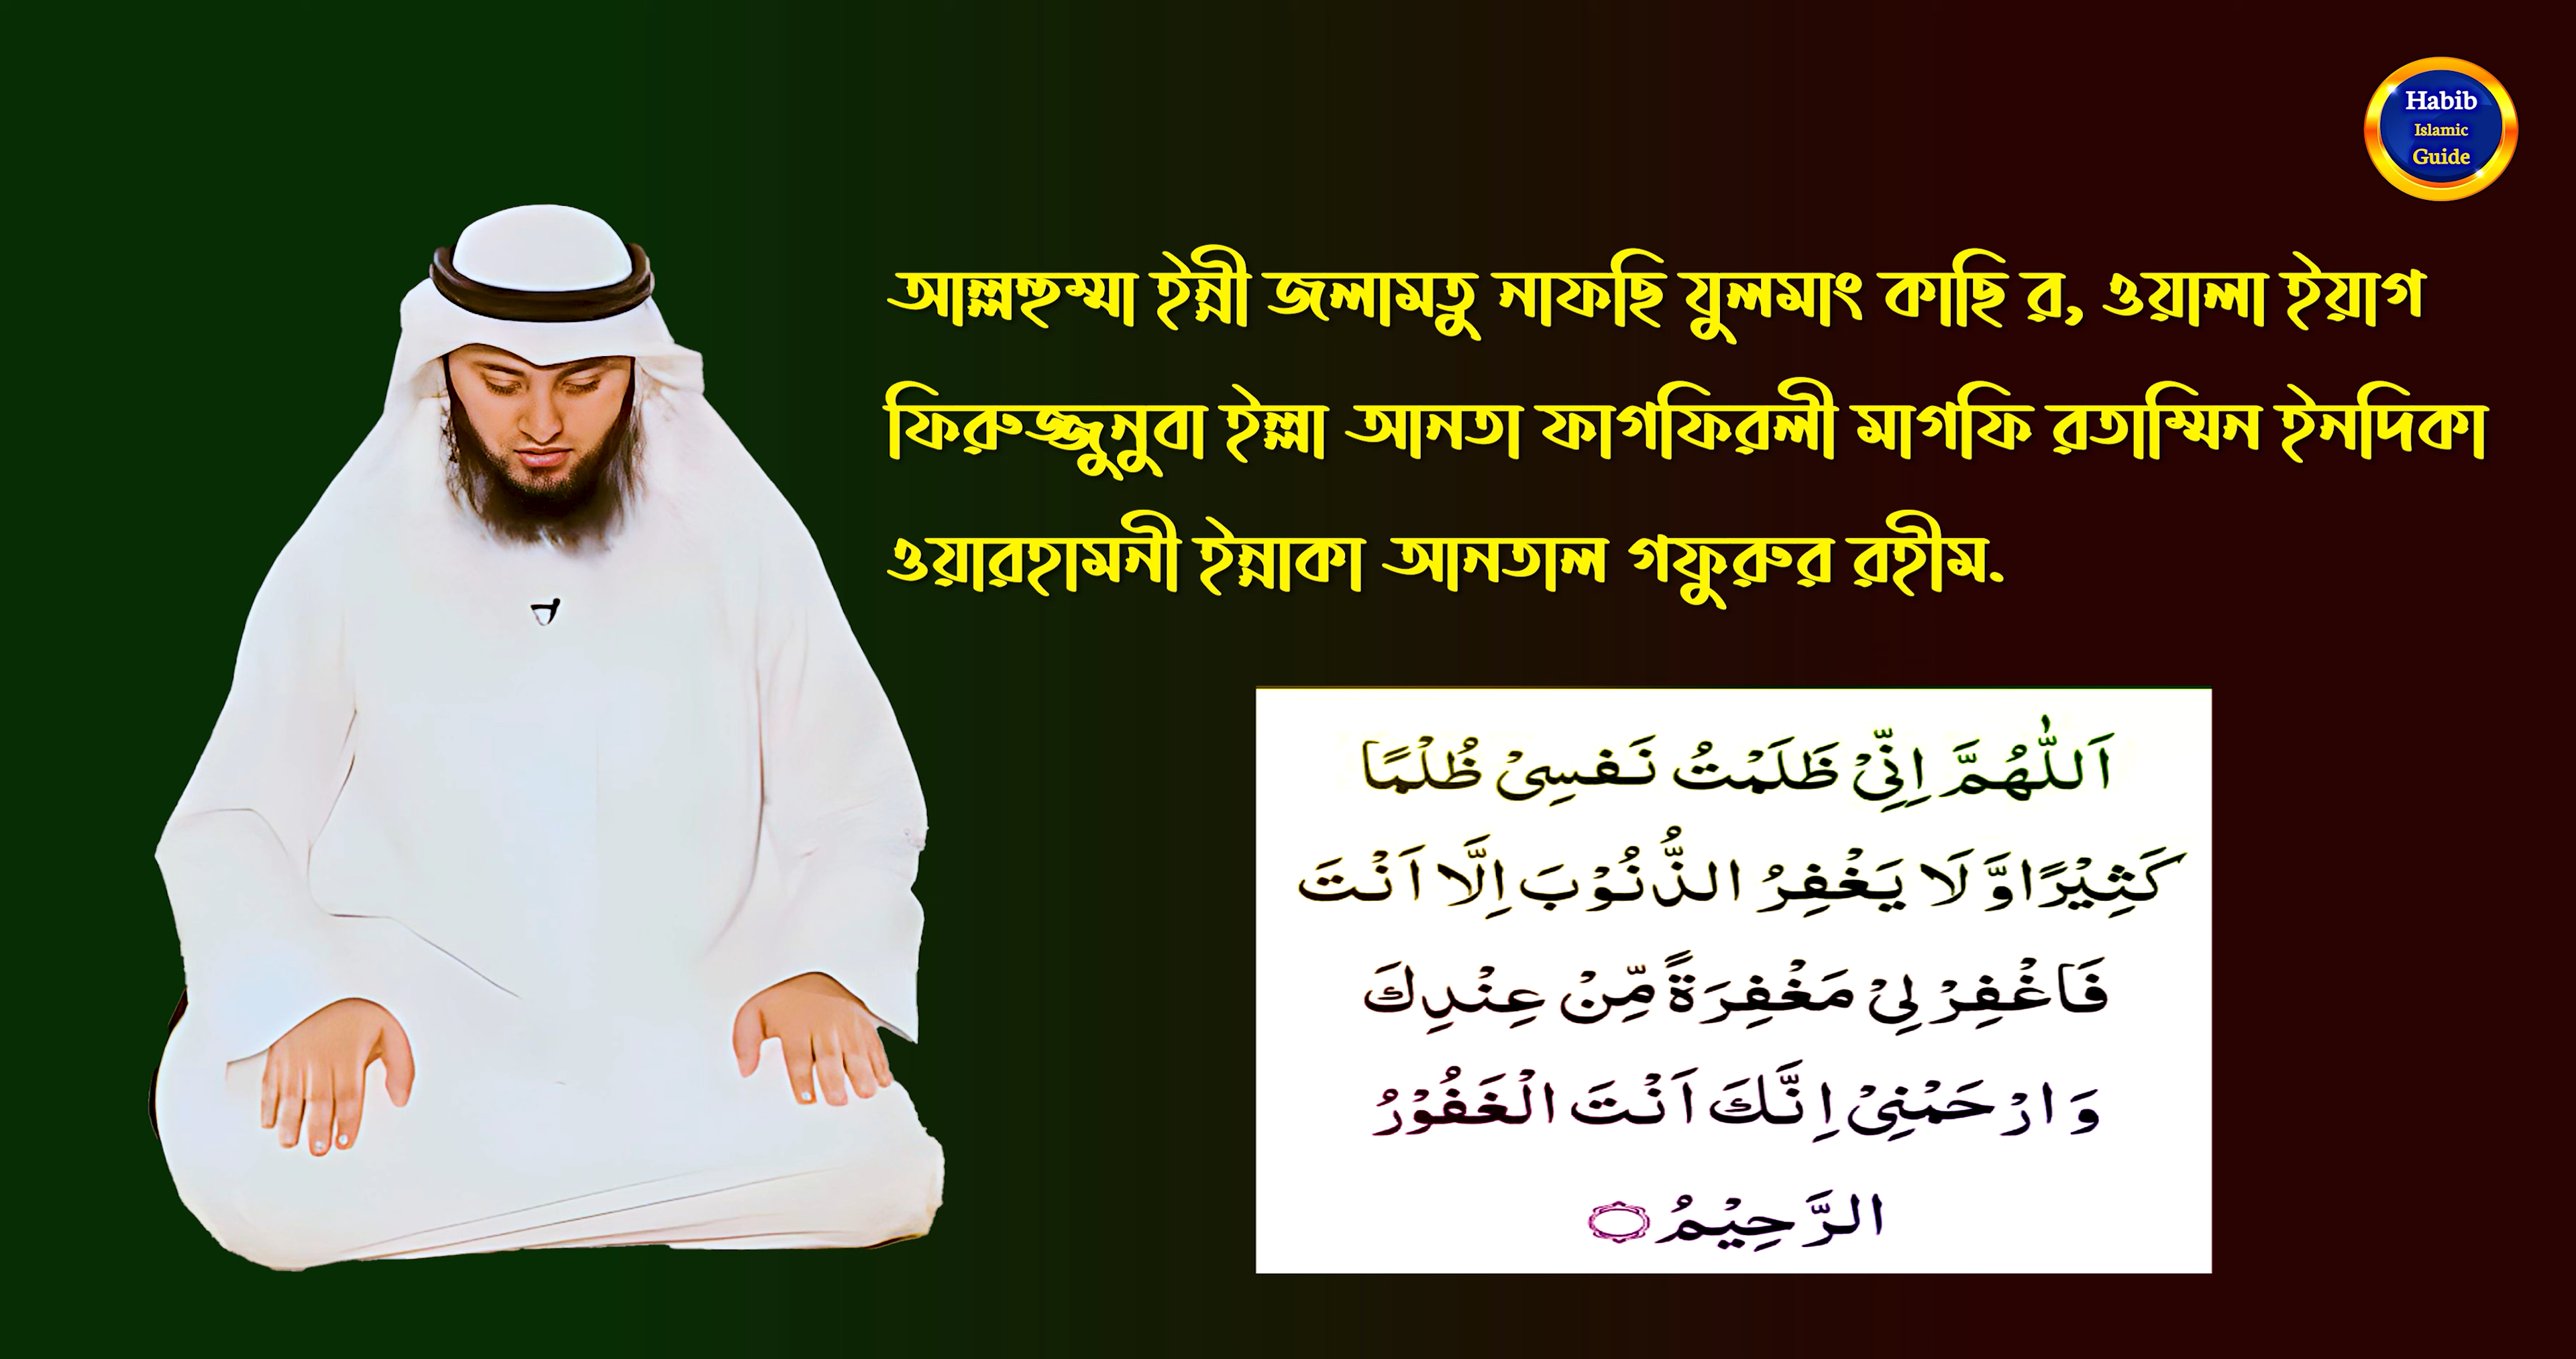 Habib
Islamic
Guide
আল্লহুম্মা ইন্নী জলামতু নাফছি যুলমাং কাছি র, ওয়ালা ইয়াগ
ফিরুজ্জুনুবা ইল্লা আনতা ফাগফিরলী মাগফি রতাম্মিন ইনদিকা
ওয়ারহামনী ইন্নাকা আনতাল গফুরুর রহীম.
اَللّٰهُمَّ اِنِّیْ ظَلَمْتُ نَفْسِیْ ظُلْمًا
كَثِيْرًا وَّ لَا يَغْفِرُ الذُّنُوْبَ اِلَّا اَنْتَ
فَاغْفِرْ لِیْ مَغْفِرَةً مِّنْ عِنْدِكَ
وَ ارْحَمْنِیْ اِنَّكَ اَنْتَ الْغَفُوْرُ
الرَّحِيْمُ ۝